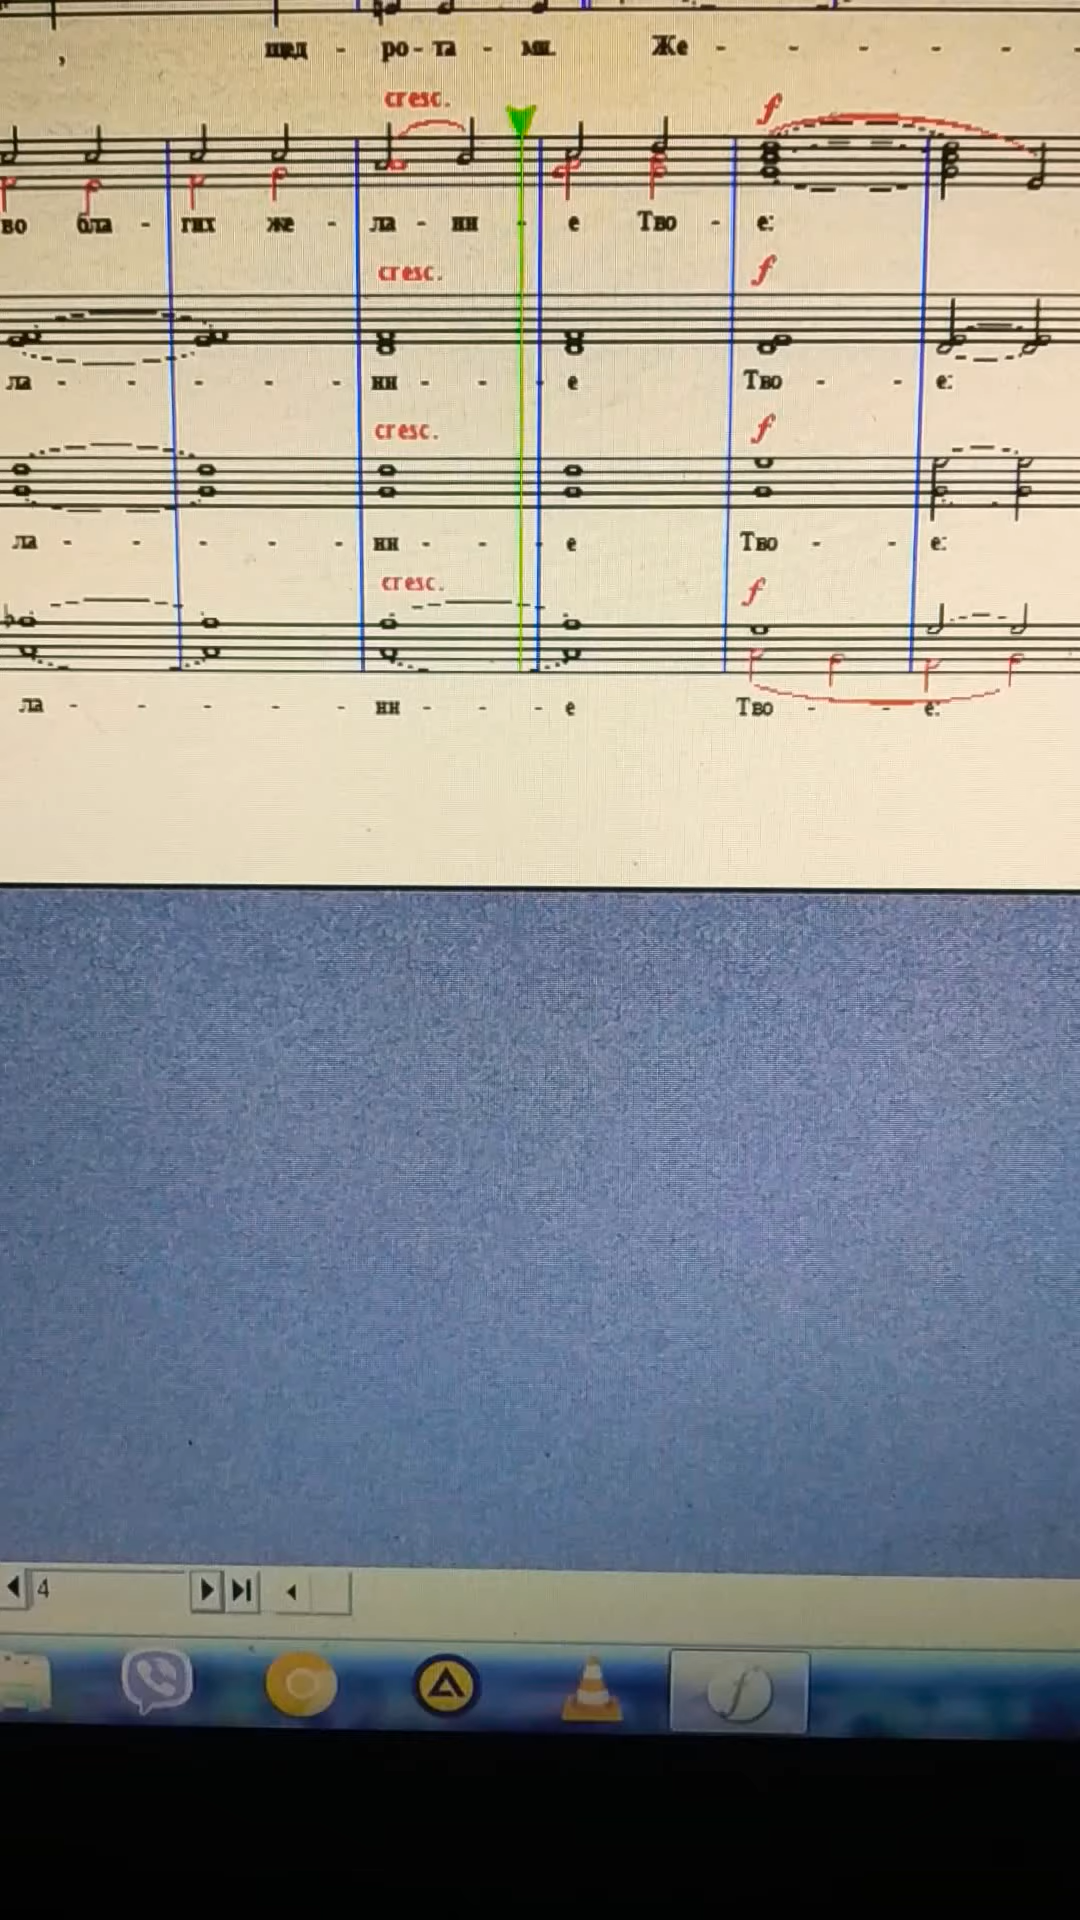 , щед - ро - та - ми. Же - - - - - -
cresc. f
во бла - гих же - ла - ни - е Тво - е:
cresc. f
ла - - - - - ни - - - е Тво - - е:
cresc. f
ла - - - - - ни - - - е Тво - - е:
cresc. f
ла - - - - - ни - - - е Тво - - е:
4